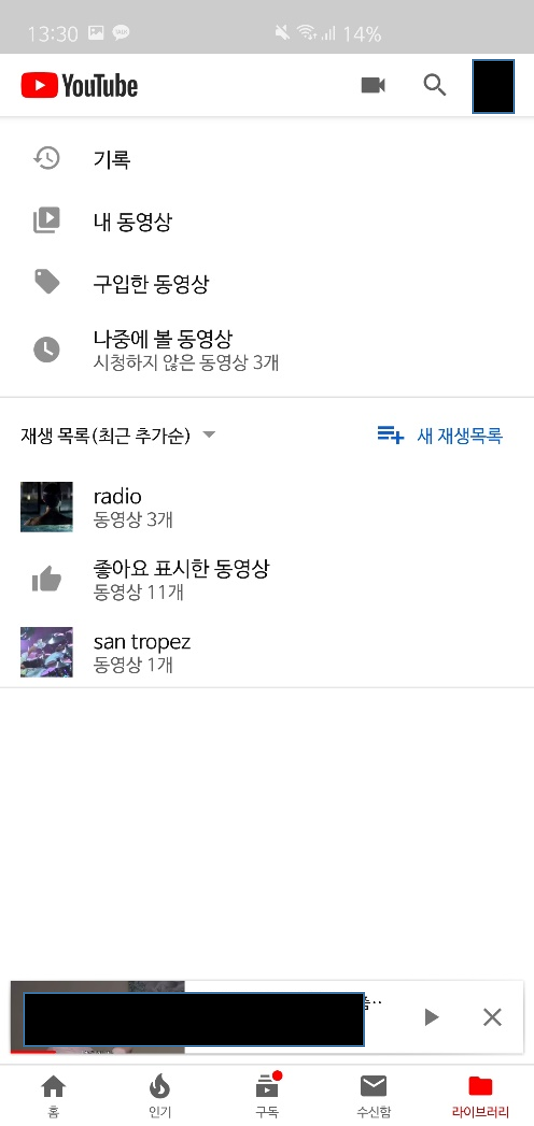 13:30 14%
YouTube
기록
내 동영상
구입한 동영상
나중에 볼 동영상
시청하지 않은 동영상 3개
재생 목록(최근 추가순) 새 재생목록
radio
동영상 3개
좋아요 표시한 동영상
동영상 11개
san tropez
동영상 1개
홈 인기 구독 수신함 라이브러리